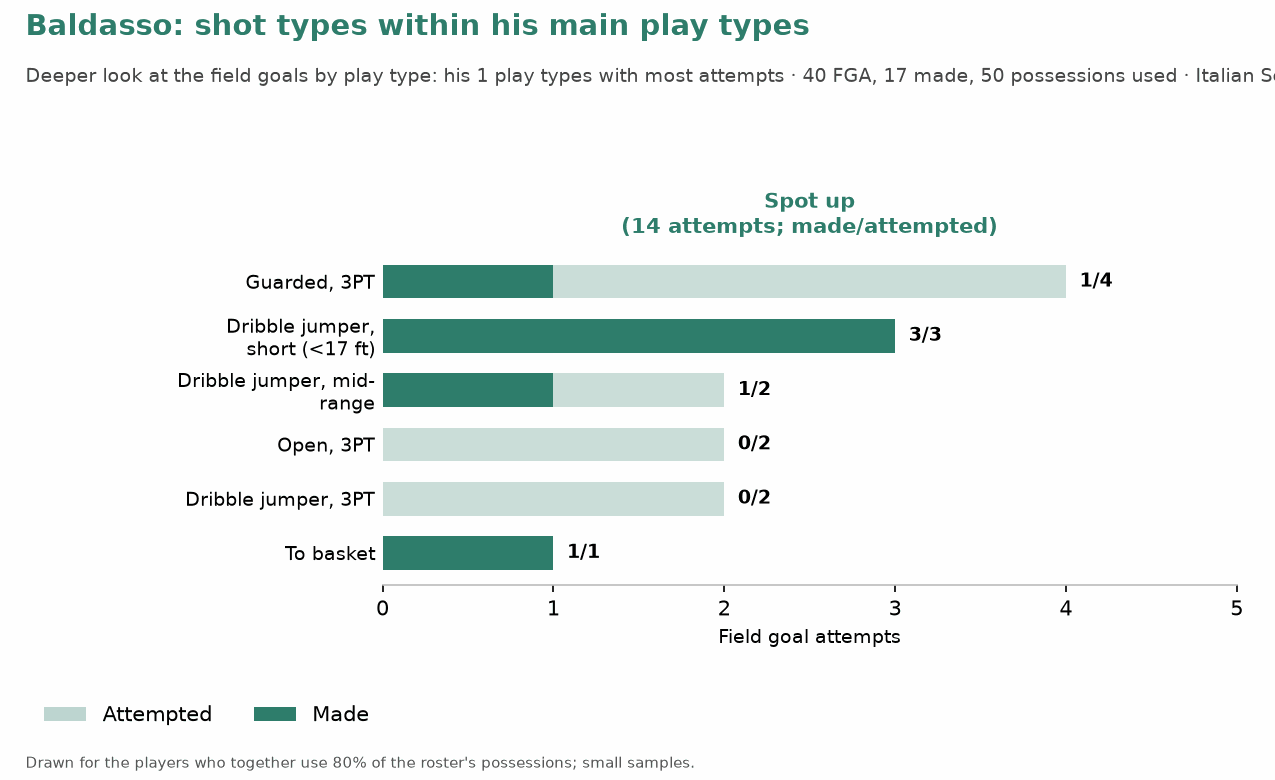 Baldasso: shot types within his main play types
Deeper look at the field goals by play type: his 1 play types with most attempts · 40 FGA, 17 made, 50 possessions used · Italian
Spot up
(14 attempts; made/attempted)
Guarded, 3PT
1/4
Dribble jumper,
short (<17 ft)
3/3
Dribble jumper, mid-
range
1/2
Open, 3PT
0/2
Dribble jumper, 3PT
0/2
To basket
1/1
0 1 2 3 4 5
Field goal attempts
Attempted Made
Drawn for the players who together use 80% of the roster's possessions; small samples.